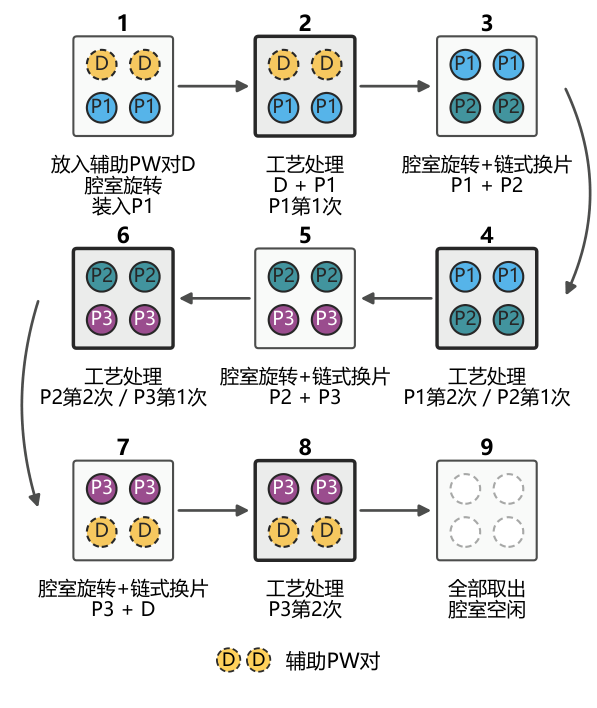 1
2
3
D D
P1 P1
D D
P1 P1
P1 P1
P2 P2
放入辅助PW对D
腔室旋转
装入P1
工艺处理
D + P1
P1第1次
腔室旋转+链式换片
P1 + P2
6
5
4
P2 P2
P3 P3
P2 P2
P3 P3
P1 P1
P2 P2
工艺处理
P2第2次 / P3第1次
腔室旋转+链式换片
P2 + P3
工艺处理
P1第2次 / P2第1次
7
8
9
P3 P3
D D
P3 P3
D D
腔室旋转+链式换片
P3 + D
工艺处理
P3第2次
全部取出
腔室空闲
D D 辅助PW对